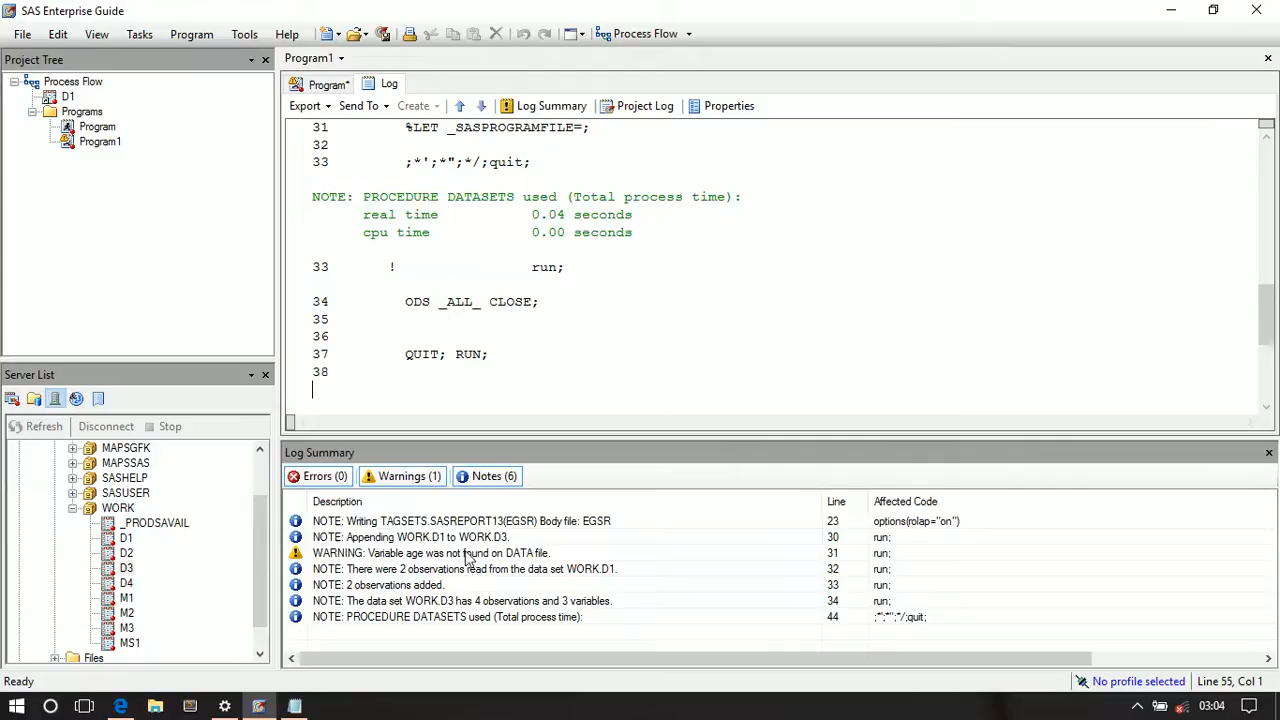 SAS Enterprise Guide
File Edit View Tasks Program Tools Help Process Flow
Project Tree
Process Flow
D1
Programs
Program
Program1
Program1
Program* Log
Export Send To Create Log Summary Project Log Properties
31 %LET _SASPROGRAMFILE=;
32
33 ;*';*";*/;quit;
NOTE: PROCEDURE DATASETS used (Total process time):
real time 0.04 seconds
cpu time 0.00 seconds
33 ! run;
34 ODS _ALL_ CLOSE;
35
36
37 QUIT; RUN;
38
Server List
Refresh Disconnect Stop
MAPSGFK
MAPSSAS
SASHELP
SASUSER
WORK
_PRODSAVAIL
D1
D2
D3
D4
M1
M2
M3
MS1
Files
Log Summary
Errors (0) Warnings (1) Notes (6)
Description Line Affected Code
NOTE: Writing TAGSETS.SASREPORT13(EGSR) Body file: EGSR 23 options(rolap="on")
NOTE: Appending WORK.D1 to WORK.D3. 30 run;
WARNING: Variable age was not found on DATA file. 31 run;
NOTE: There were 2 observations read from the data set WORK.D1. 32 run;
NOTE: 2 observations added. 33 run;
NOTE: The data set WORK.D3 has 4 observations and 3 variables. 34 run;
NOTE: PROCEDURE DATASETS used (Total process time): 44 ;*';*";*/;quit;
Ready No profile selected Line 55, Col 1
03:04